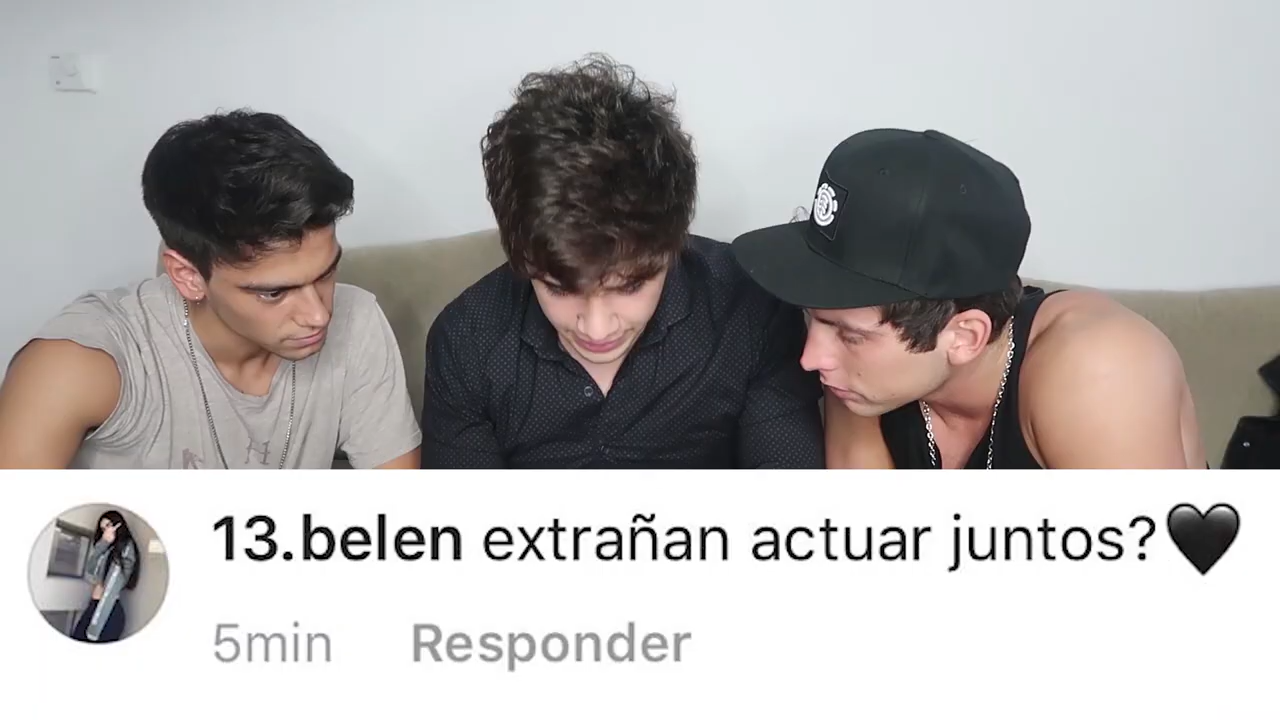 13.belen extrañan actuar juntos?🖤
5min Responder